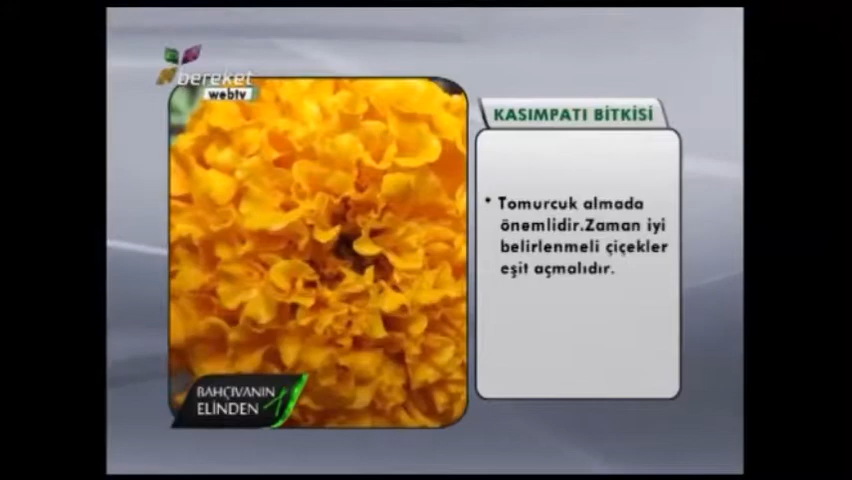 bereket
webtv
KASIMPATI BİTKİSİ
* Tomurcuk almada
önemlidir.Zaman iyi
belirlenmeli çiçekler
eşit açmalıdır.
BAHÇIVANIN
ELİNDEN